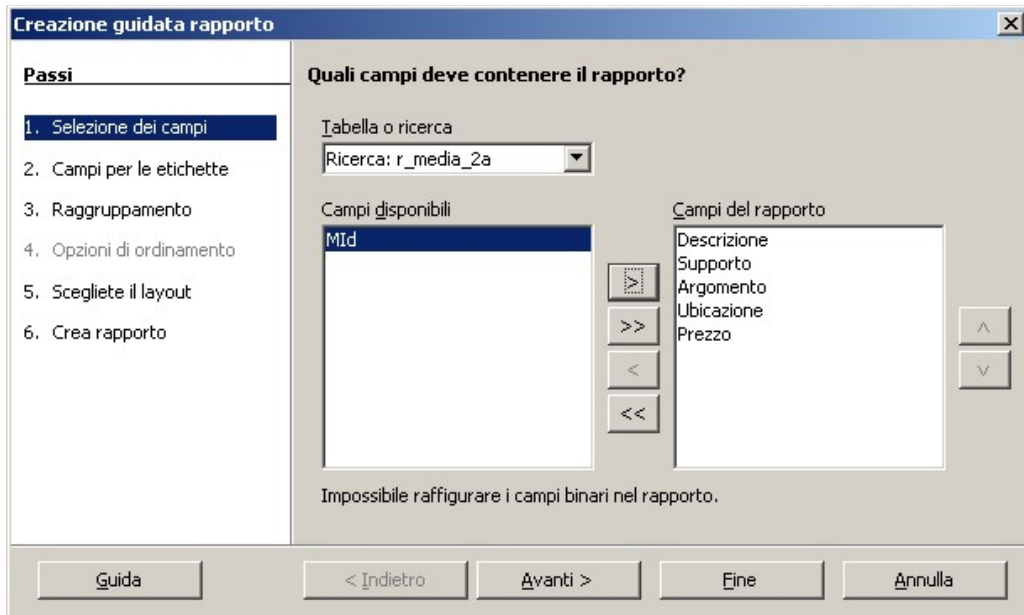 Creazione guidata rapporto
Passi
1. Selezione dei campi
2. Campi per le etichette
3. Raggruppamento
4. Opzioni di ordinamento
5. Scegliete il layout
6. Crea rapporto
Quali campi deve contenere il rapporto?
Tabella o ricerca
Ricerca: r_media_2a
Campi disponibili
MId
>
>>
<
<<
Campi del rapporto
Descrizione
Supporto
Argomento
Ubicazione
Prezzo
Impossibile raffigurare i campi binari nel rapporto.
Guida
< Indietro
Avanti >
Fine
Annulla